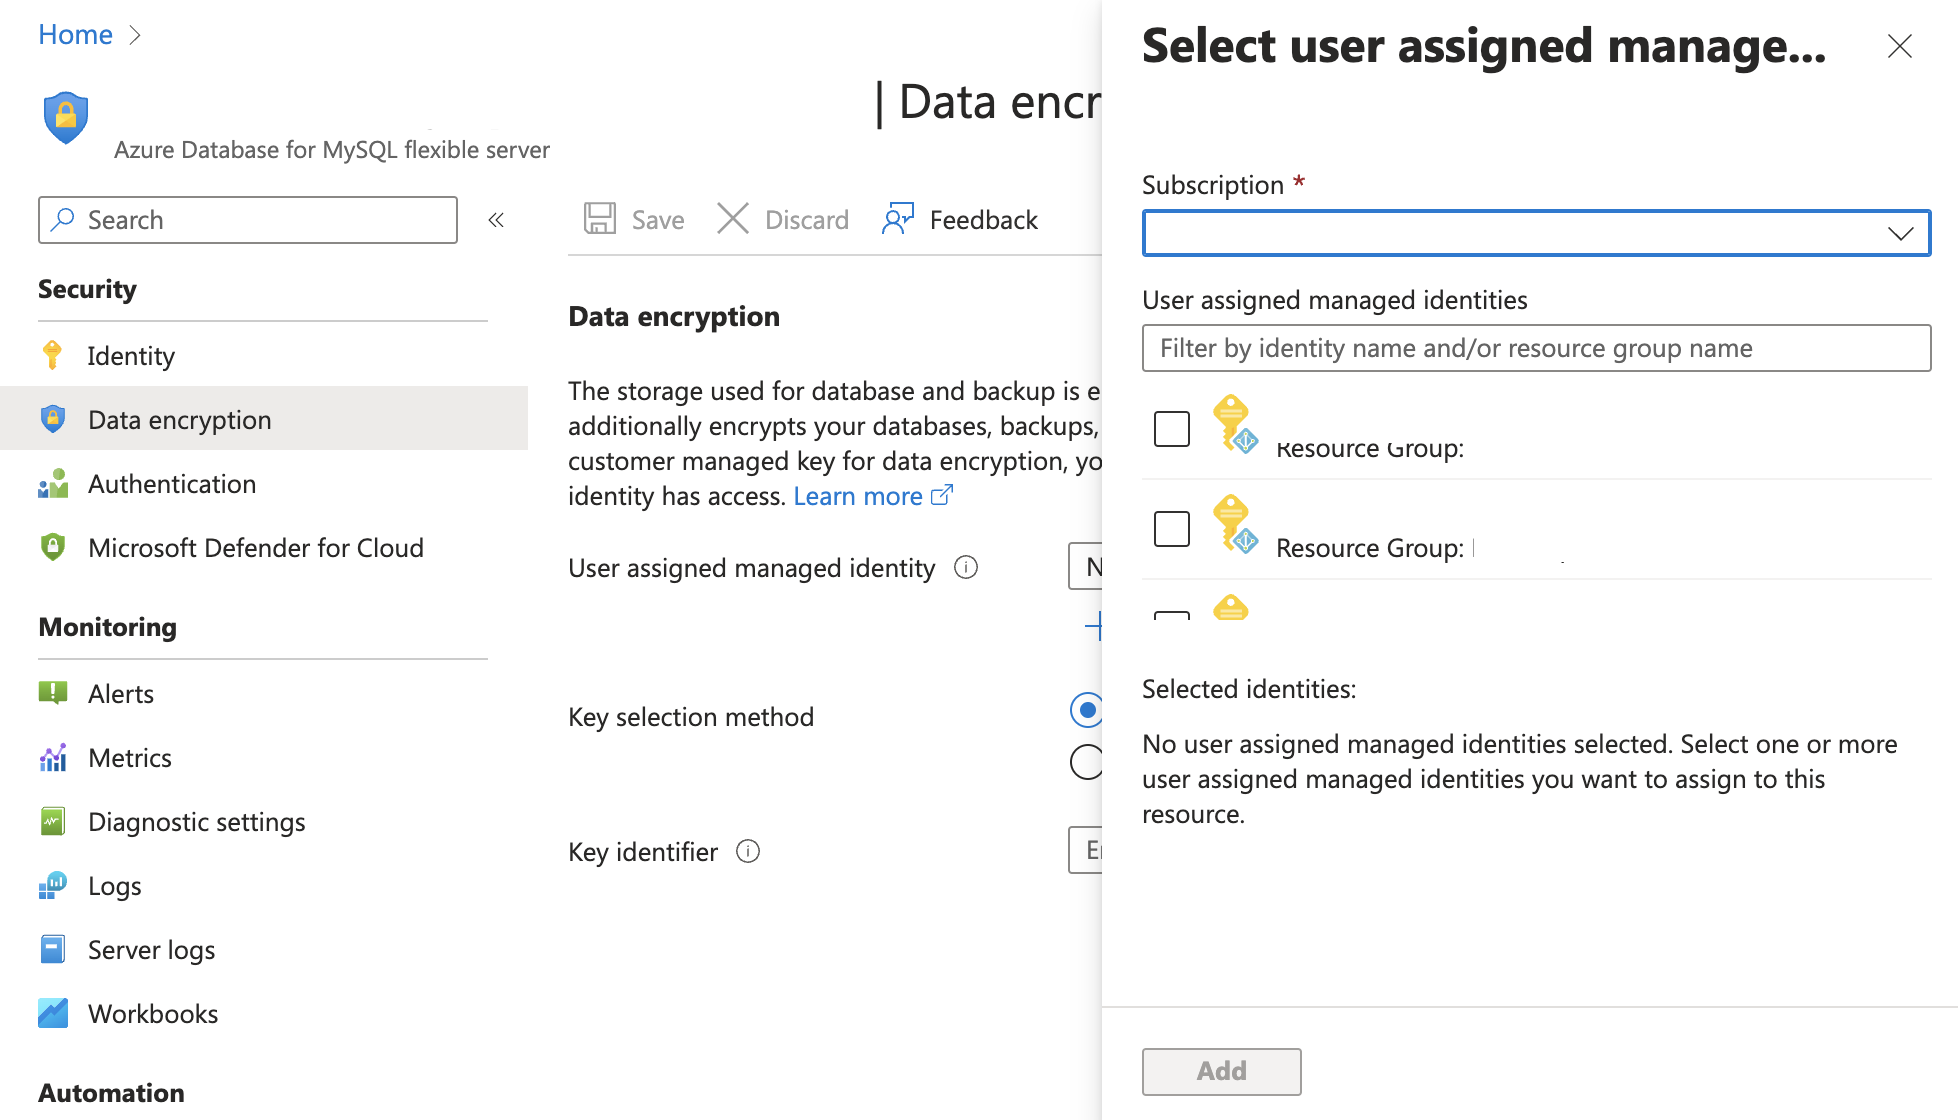 Home
| Data encr
Azure Database for MySQL flexible server
Search
Save
Discard
Feedback
Security
Identity
Data encryption
Authentication
Microsoft Defender for Cloud
Monitoring
Alerts
Metrics
Diagnostic settings
Logs
Server logs
Workbooks
Automation
Data encryption
The storage used for database and backup is e
additionally encrypts your databases, backups,
customer managed key for data encryption, yo
identity has access. Learn more
User assigned managed identity
N
Key selection method
Key identifier
En
Select user assigned manage...
Subscription *
User assigned managed identities
Filter by identity name and/or resource group name
Resource Group:
Resource Group:
Selected identities:
No user assigned managed identities selected. Select one or more
user assigned managed identities you want to assign to this
resource.
Add